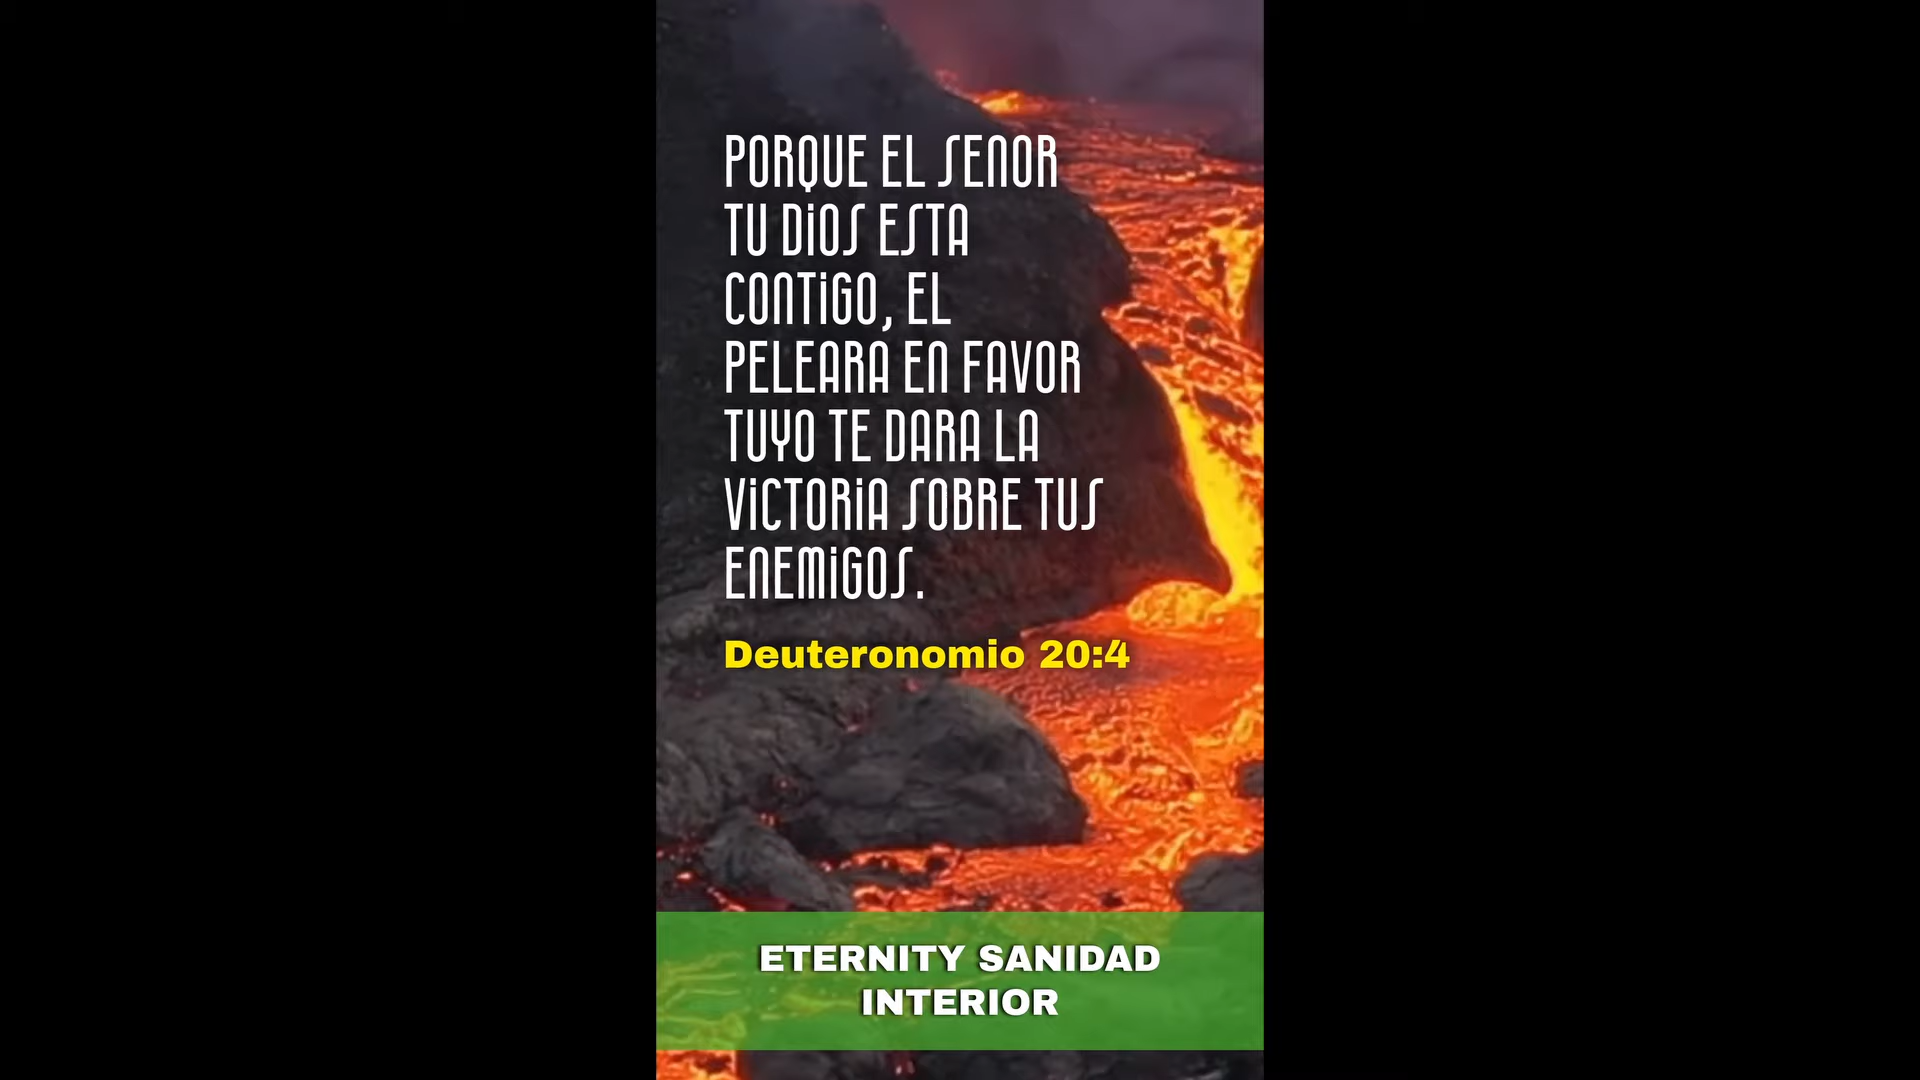 PORQUE EL SENOR
TU DiOS ESTA
CONTiGO, EL
PELEARA EN FAVOR
TUYO TE DARA LA
ViCTORiA SOBRE TUS
ENEMiGOS.
Deuteronomio 20:4
ETERNITY SANIDAD
INTERIOR